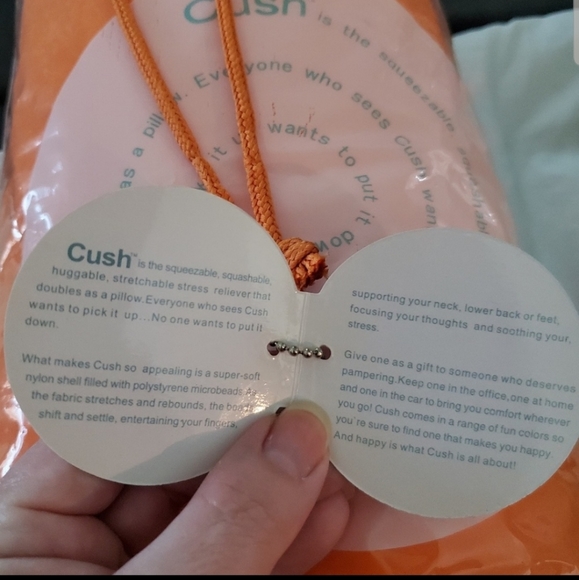 Cush is the squeezable,
as a pillow. Everyone who sees Cush wan
it up wants to put it
dow
Cush™ is the squeezable, squashable,
huggable, stretchable stress reliever that
doubles as a pillow.Everyone who sees Cush
wants to pick it up...No one wants to put it
down.
What makes Cush so appealing is a super-soft
nylon shell filled with polystyrene microbeads As
the fabric stretches and rebounds, the
shift and settle, entertaining your fingers,
supporting your neck, lower back or feet,
focusing your thoughts and soothing your
stress.
Give one as a gift to someone who deserves
pampering.Keep one in the office,one at home
and one in the car to bring you comfort wherever
you go! Cush comes in a range of fun colors so
you're sure to find one that makes you happy.
And happy is what Cush is all about!